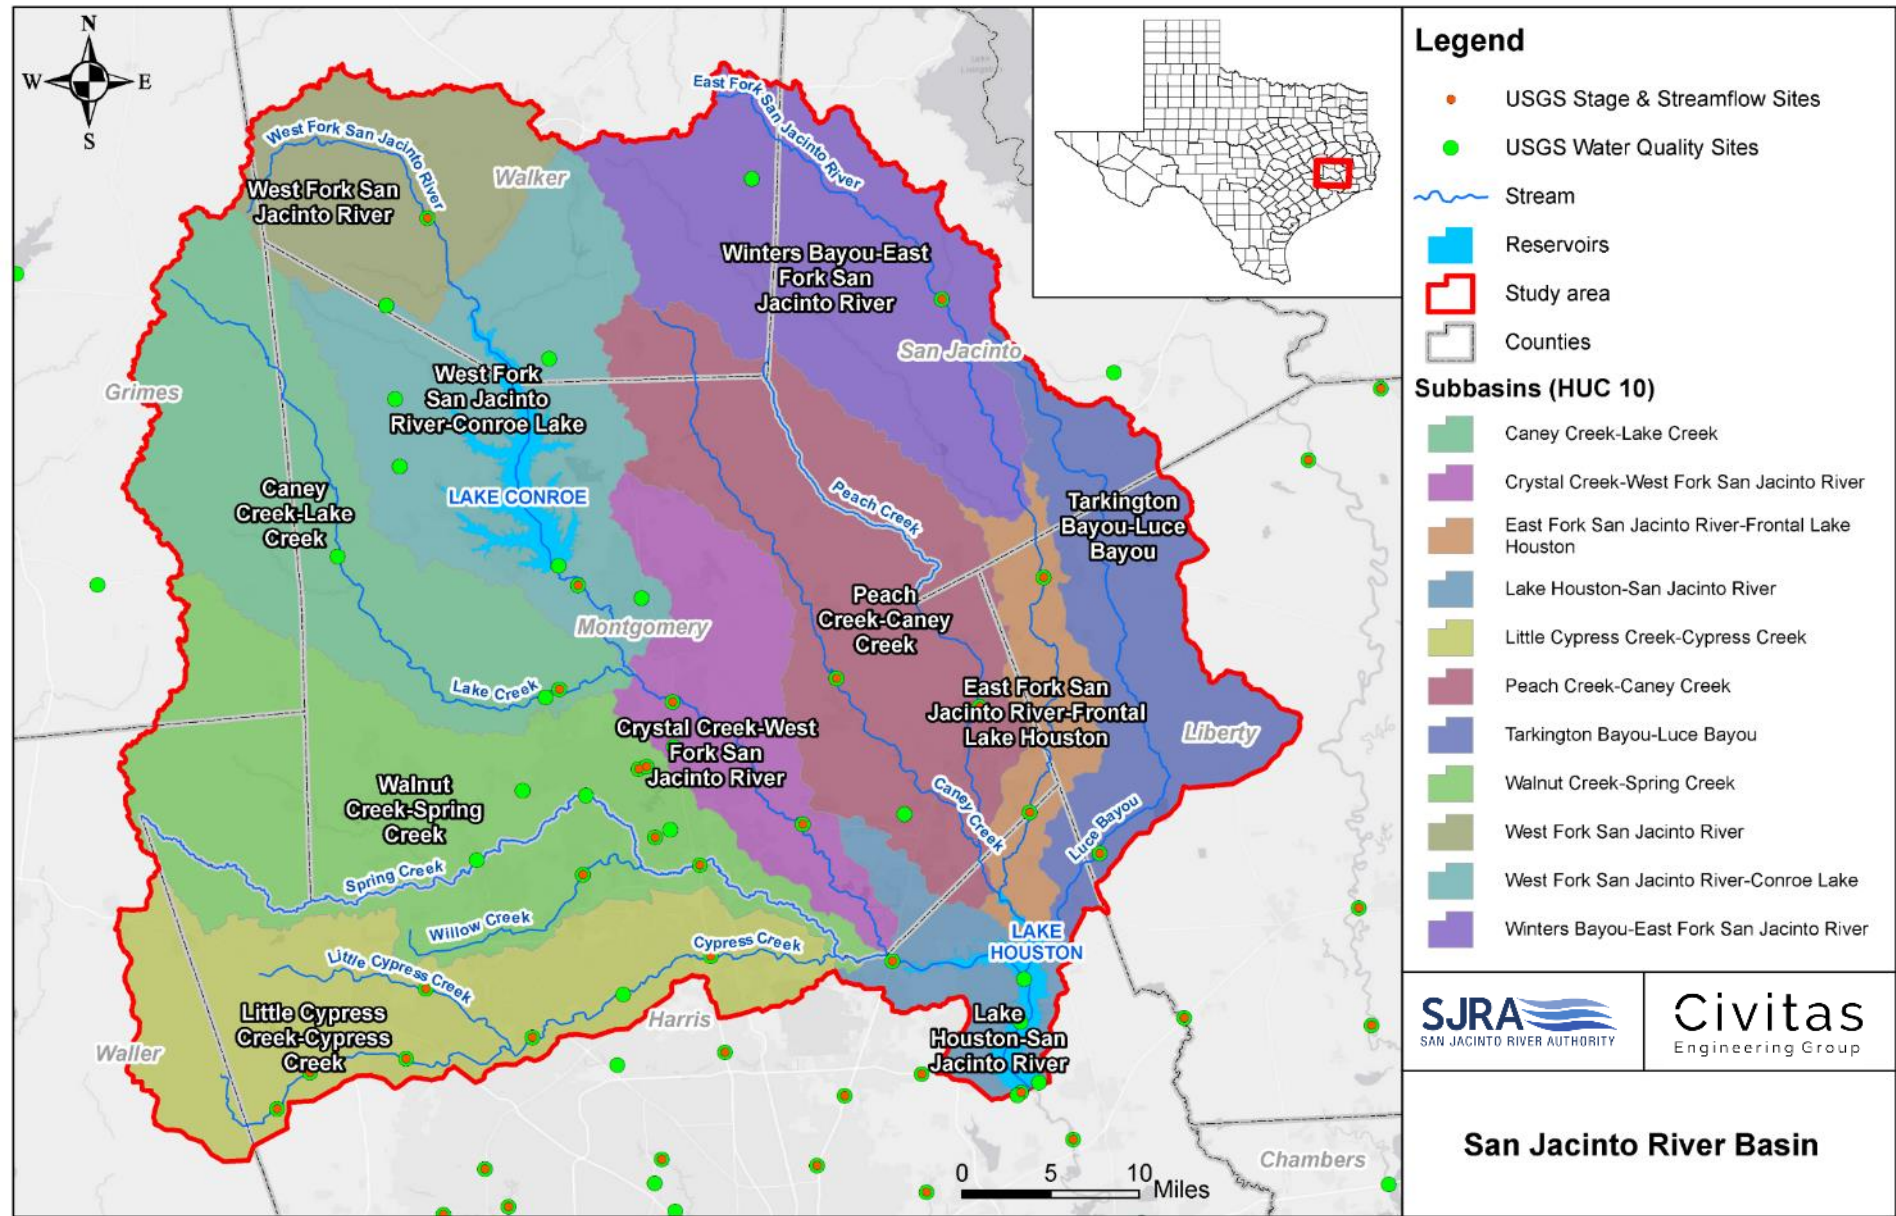 N
W
E
S
East Fork San Jacinto River
West Fork San Jacinto River
Walker
West Fork San
Jacinto River
Winters Bayou-East
Fork San
Jacinto River
San Jacinto
Grimes
West Fork
San Jacinto
River-Conroe Lake
Caney
Creek-Lake
Creek
LAKE CONROE
Peach Creek
Tarkington
Bayou-Luce
Bayou
Peach
Creek-Caney
Creek
Montgomery
Lake Creek
East Fork San
Jacinto River-Frontal
Lake Houston
Liberty
Crystal Creek-West
Fork San
Jacinto River
Walnut
Creek-Spring
Creek
Caney Creek
Luce Bayou
Spring Creek
Willow Creek
Cypress Creek
LAKE
HOUSTON
Little Cypress Creek
Little Cypress
Creek-Cypress
Creek
Harris
Lake
Houston-San
Jacinto River
Waller
Chambers
0 5 10
Miles
Legend
USGS Stage & Streamflow Sites
USGS Water Quality Sites
Stream
Reservoirs
Study area
Counties
Subbasins (HUC 10)
Caney Creek-Lake Creek
Crystal Creek-West Fork San Jacinto River
East Fork San Jacinto River-Frontal Lake
Houston
Lake Houston-San Jacinto River
Little Cypress Creek-Cypress Creek
Peach Creek-Caney Creek
Tarkington Bayou-Luce Bayou
Walnut Creek-Spring Creek
West Fork San Jacinto River
West Fork San Jacinto River-Conroe Lake
Winters Bayou-East Fork San Jacinto River
SJRA
SAN JACINTO RIVER AUTHORITY
Civitas
Engineering Group
San Jacinto River Basin